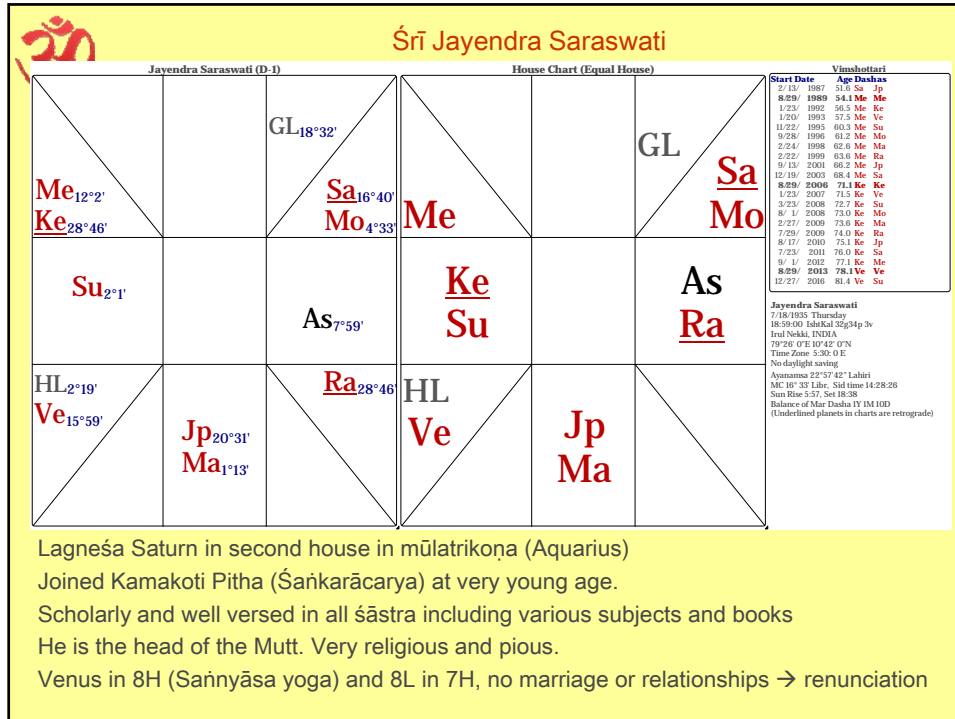 ॐ
Śrī Jayendra Saraswati
Jayendra Saraswati (D-1)
GL18°32'
Me12°2'
Ke28°46'
Sa16°40'
Mo4°33'
Su2°1'
As7°59'
HL2°19'
Ve15°59'
Jp20°31'
Ma1°13'
Ra28°46'
House Chart (Equal House)
GL
Me
Sa
Mo
Ke
Su
As
Ra
HL
Ve
Jp
Ma
Vimshottari
Start Date Age Dashas
2/13/ 1987 51.6 Sa Jp
8/29/ 1989 54.1 Me Me
1/23/ 1992 56.5 Me Ke
1/20/ 1993 57.5 Me Ve
11/22/ 1995 60.3 Me Su
9/28/ 1996 61.2 Me Mo
2/24/ 1998 62.6 Me Ma
2/22/ 1999 63.6 Me Ra
9/13/ 2001 66.2 Me Jp
12/19/ 2003 68.4 Me Sa
8/29/ 2006 71.1 Ke Ke
1/23/ 2007 71.5 Ke Ve
3/23/ 2008 72.7 Ke Su
8/ 1/ 2008 73.0 Ke Mo
2/27/ 2009 73.6 Ke Ma
7/29/ 2009 74.0 Ke Ra
8/17/ 2010 75.1 Ke Jp
7/23/ 2011 76.0 Ke Sa
9/ 1/ 2012 77.1 Ke Me
8/29/ 2013 78.1 Ve Ve
12/27/ 2016 81.4 Ve Su
Jayendra Saraswati
7/18/1935 Thursday
18:59:00 IshtKal 32g34p 3v
Irul Nekki, INDIA
79°26' 0"E 10°42' 0"N
Time Zone 5:30: 0 E
No daylight saving
Ayanamsa 22°57'42" Lahiri
MC 16° 33' Libr, Sid time 14:28:26
Sun Rise 5:57, Set 18:38
Balance of Mar Dasha 1Y 1M 10D
(Underlined planets in charts are retrograde)
Lagneśa Saturn in second house in mūlatrikoṇa (Aquarius)
Joined Kamakoti Pitha (Śaṅkarācarya) at very young age.
Scholarly and well versed in all śāstra including various subjects and books
He is the head of the Mutt. Very religious and pious.
Venus in 8H (Saṅnyāsa yoga) and 8L in 7H, no marriage or relationships → renunciation